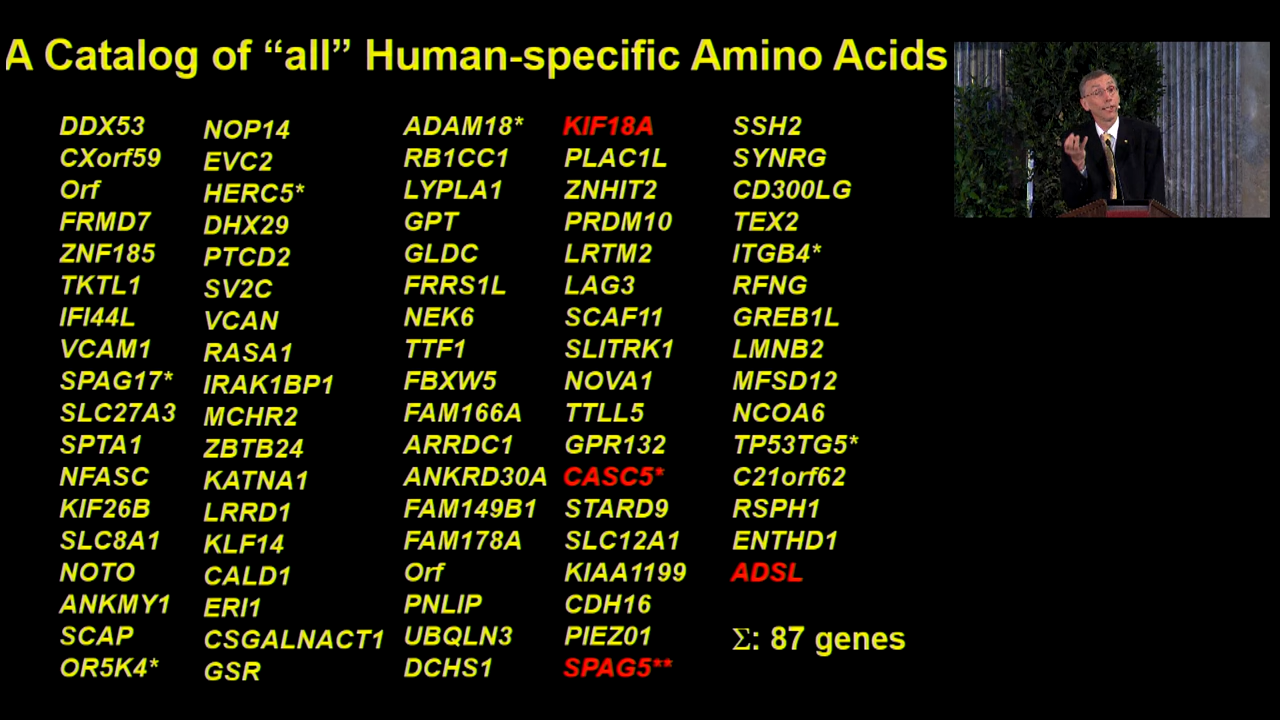 A Catalog of “all” Human-specific Amino Acids
DDX53
CXorf59
Orf
FRMD7
ZNF185
TKTL1
IFI44L
VCAM1
SPAG17*
SLC27A3
SPTA1
NFASC
KIF26B
SLC8A1
NOTO
ANKMY1
SCAP
OR5K4*
NOP14
EVC2
HERC5*
DHX29
PTCD2
SV2C
VCAN
RASA1
IRAK1BP1
MCHR2
ZBTB24
KATNA1
LRRD1
KLF14
CALD1
ERI1
CSGALNACT1
GSR
ADAM18*
RB1CC1
LYPLA1
GPT
GLDC
FRRS1L
NEK6
TTF1
FBXW5
FAM166A
ARRDC1
ANKRD30A
FAM149B1
FAM178A
Orf
PNLIP
UBQLN3
DCHS1
KIF18A
PLAC1L
ZNHIT2
PRDM10
LRTM2
LAG3
SCAF11
SLITRK1
NOVA1
TTLL5
GPR132
CASC5*
STARD9
SLC12A1
KIAA1199
CDH16
PIEZ01
SPAG5**
SSH2
SYNRG
CD300LG
TEX2
ITGB4*
RFNG
GREB1L
LMNB2
MFSD12
NCOA6
TP53TG5*
C21orf62
RSPH1
ENTHD1
ADSL
Σ: 87 genes